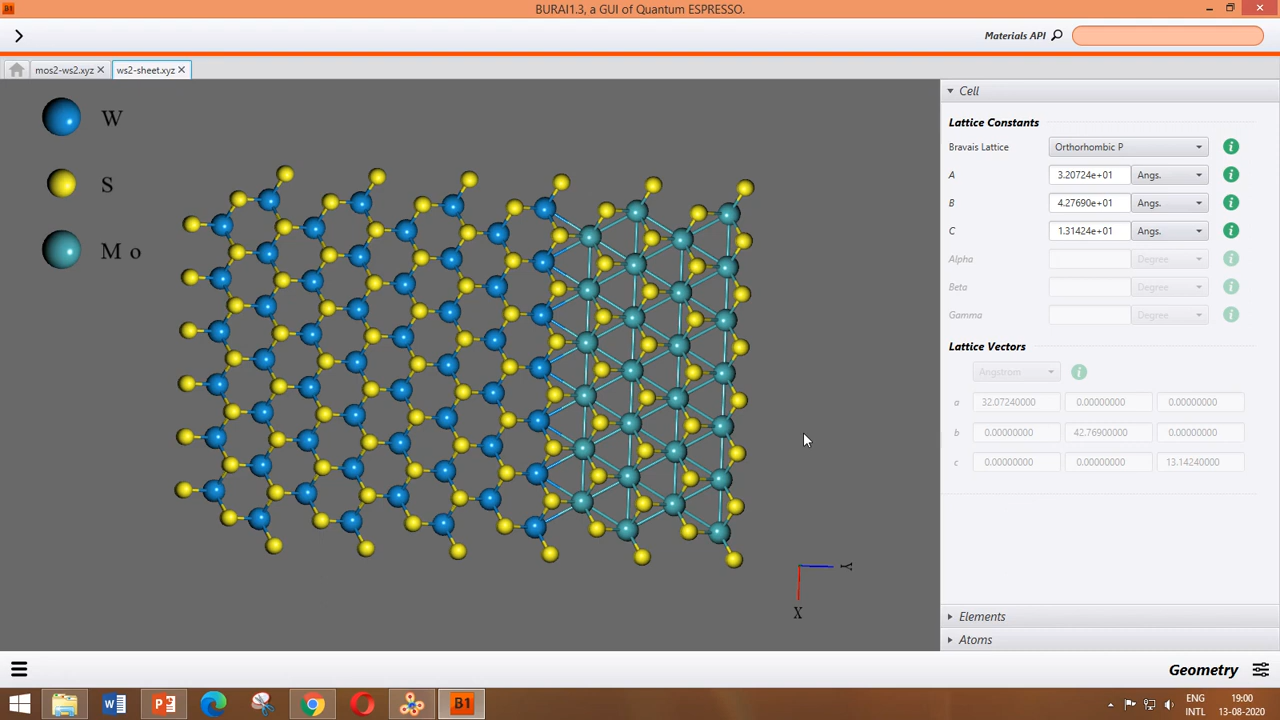 BURAI1.3, a GUI of Quantum ESPRESSO.
Materials API
mos2-ws2.xyz
ws2-sheet.xyz
W
S
Mo
X
Y
Cell
Lattice Constants
Bravais Lattice Orthorhombic P
A 3.20724e+01 Angs.
B 4.27690e+01 Angs.
C 1.31424e+01 Angs.
Alpha Degree
Beta Degree
Gamma Degree
Lattice Vectors
Angstrom
a 32.07240000 0.00000000 0.00000000
b 0.00000000 42.76900000 0.00000000
c 0.00000000 0.00000000 13.14240000
Elements
Atoms
Geometry
B1
ENG 19:00
INTL 13-08-2020